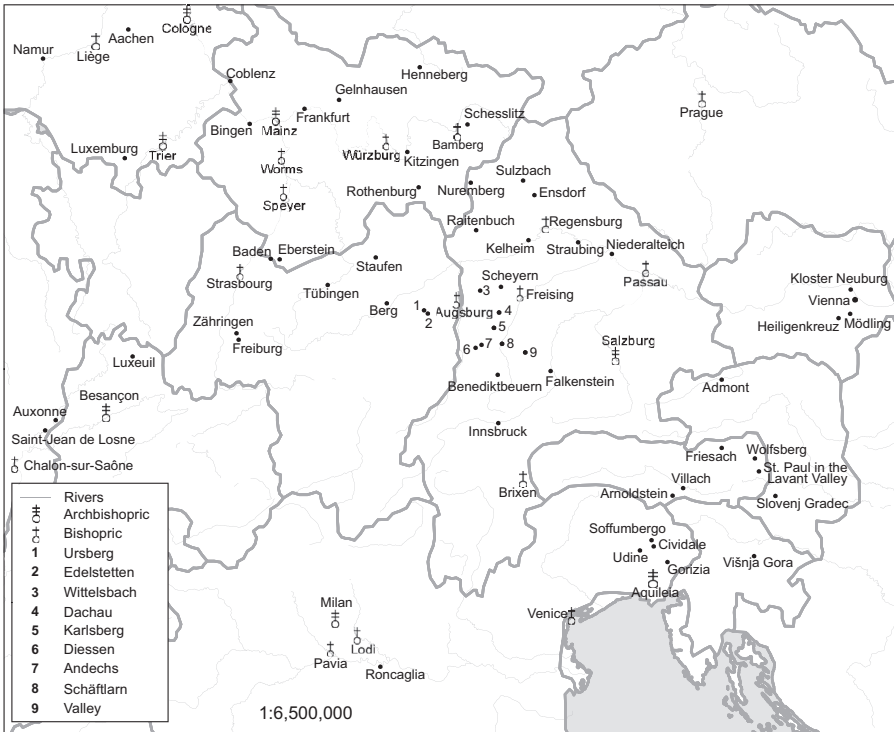 Cologne
Aachen
Namur
Liège
Coblenz
Henneberg
Gelnhausen
Frankfurt
Bingen
Mainz
Schesslitz
Bamberg
Prague
Luxemburg
Trier
Worms
Würzburg
Kitzingen
Speyer
Rothenburg
Nuremberg
Sulzbach
Ensdorf
Raitenbuch
Regensburg
Kelheim
Straubing
Niederalteich
Baden
Eberstein
Staufen
Strasbourg
Tübingen
Scheyern
Passau
Kloster Neuburg
3
Freising
Vienna
Berg
1
2
Augsburg
4
Heiligenkreuz
Mödling
Zähringen
Freiburg
5
6
7
8
9
Salzburg
Luxeuil
Benediktbeuern
Falkenstein
Admont
Besançon
Auxonne
Saint-Jean de Losne
Innsbruck
Chalon-sur-Saône
Friesach
Wolfsberg
St. Paul in the
Lavant Valley
Brixen
Villach
Arnoldstein
Slovenj Gradec
Soffumbergo
Cividale
Udine
Gorizia
Višnja Gora
Aquileia
Venice
Milan
Lodi
Pavia
Roncaglia
Rivers
Archbishopric
Bishopric
1 Ursberg
2 Edelstetten
3 Wittelsbach
4 Dachau
5 Karlsberg
6 Diessen
7 Andechs
8 Schäftlarn
9 Valley
1:6,500,000